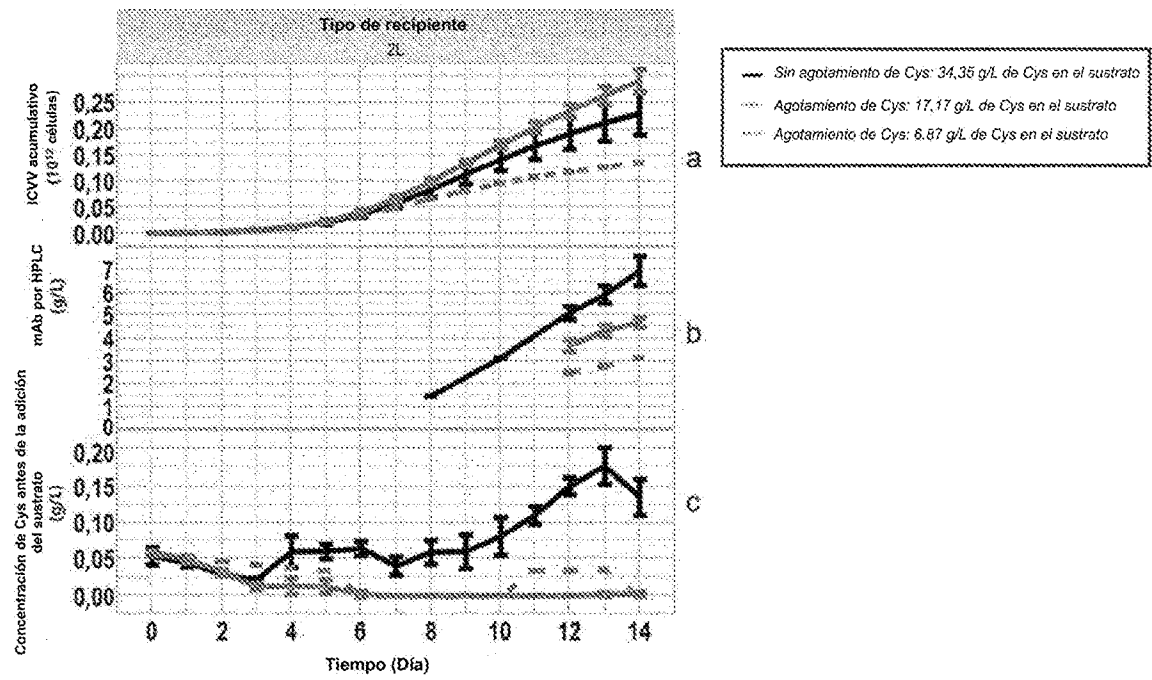 Tipo de recipiente
2L
Sin agotamiento de Cys: 34,35 g/L de Cys en el sustrato
Agotamiento de Cys: 17,17 g/L de Cys en el sustrato
Agotamiento de Cys: 6.87 g/L de Cys en el sustrato
ICVV acumulativo
(10¹² células)
0,25
0,20
0,15
0,10
0,05
0.00
a
mAb por HPLC
(g/L)
7
6
5
4
3
2
1
0
b
Concentración de Cys antes de la adición
del sustrato
(g/L)
0,20
0,15
0,10
0,05
0,00
c
0 2 4 6 8 10 12 14
Tiempo (Día)